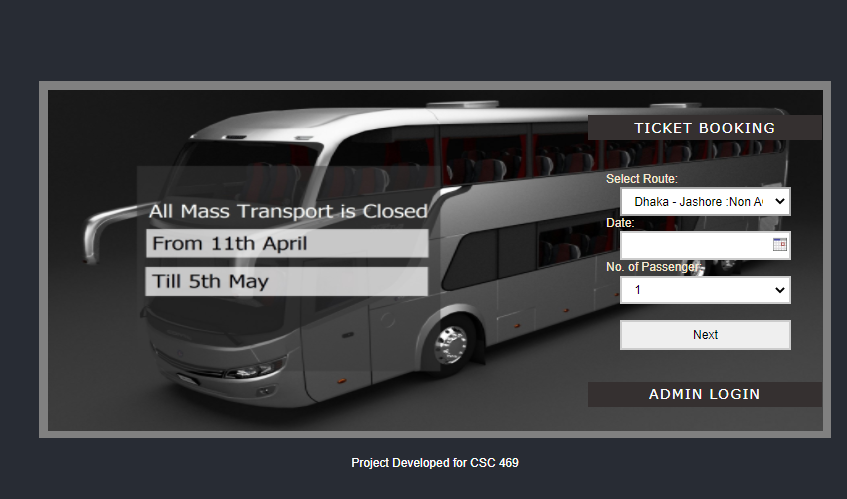 TICKET BOOKING
Select Route:
Dhaka - Jashore :Non A
Date:
No. of Passenger
1
Next
ADMIN LOGIN
All Mass Transport is Closed
From 11th April
Till 5th May
Project Developed for CSC 469